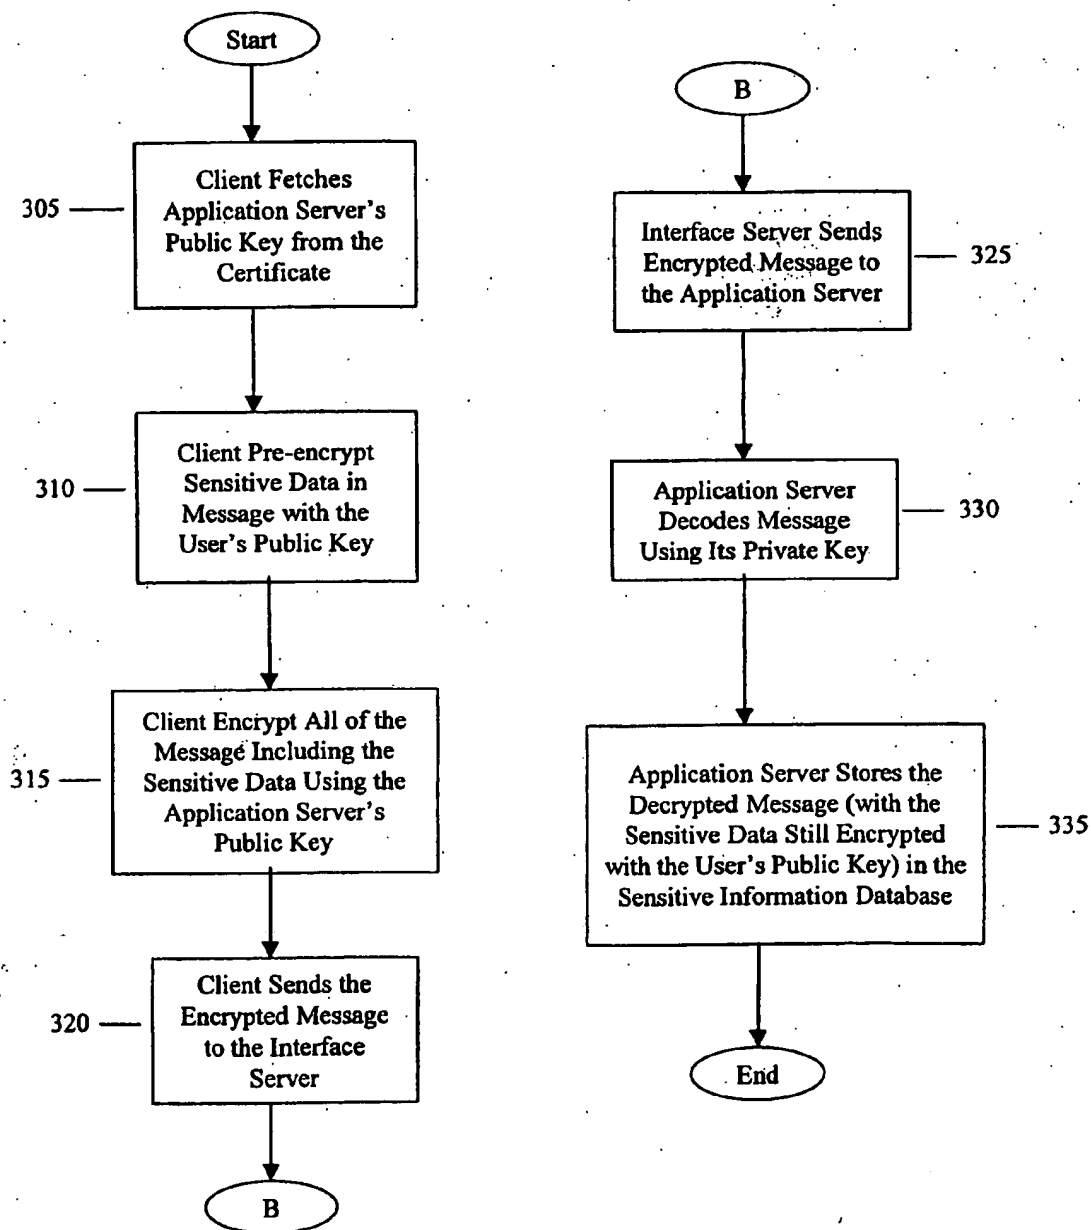 Start
305
Client Fetches
Application Server's
Public Key from the
Certificate
310
Client Pre-encrypt
Sensitive Data in
Message with the
User's Public Key
315
Client Encrypt All of the
Message Including the
Sensitive Data Using the
Application Server's
Public Key
320
Client Sends the
Encrypted Message
to the Interface
Server
B
B
Interface Server Sends
Encrypted Message to
the Application Server
325
Application Server
Decodes Message
Using Its Private Key
330
Application Server Stores the
Decrypted Message (with the
Sensitive Data Still Encrypted
with the User's Public Key) in the
Sensitive Information Database
335
End